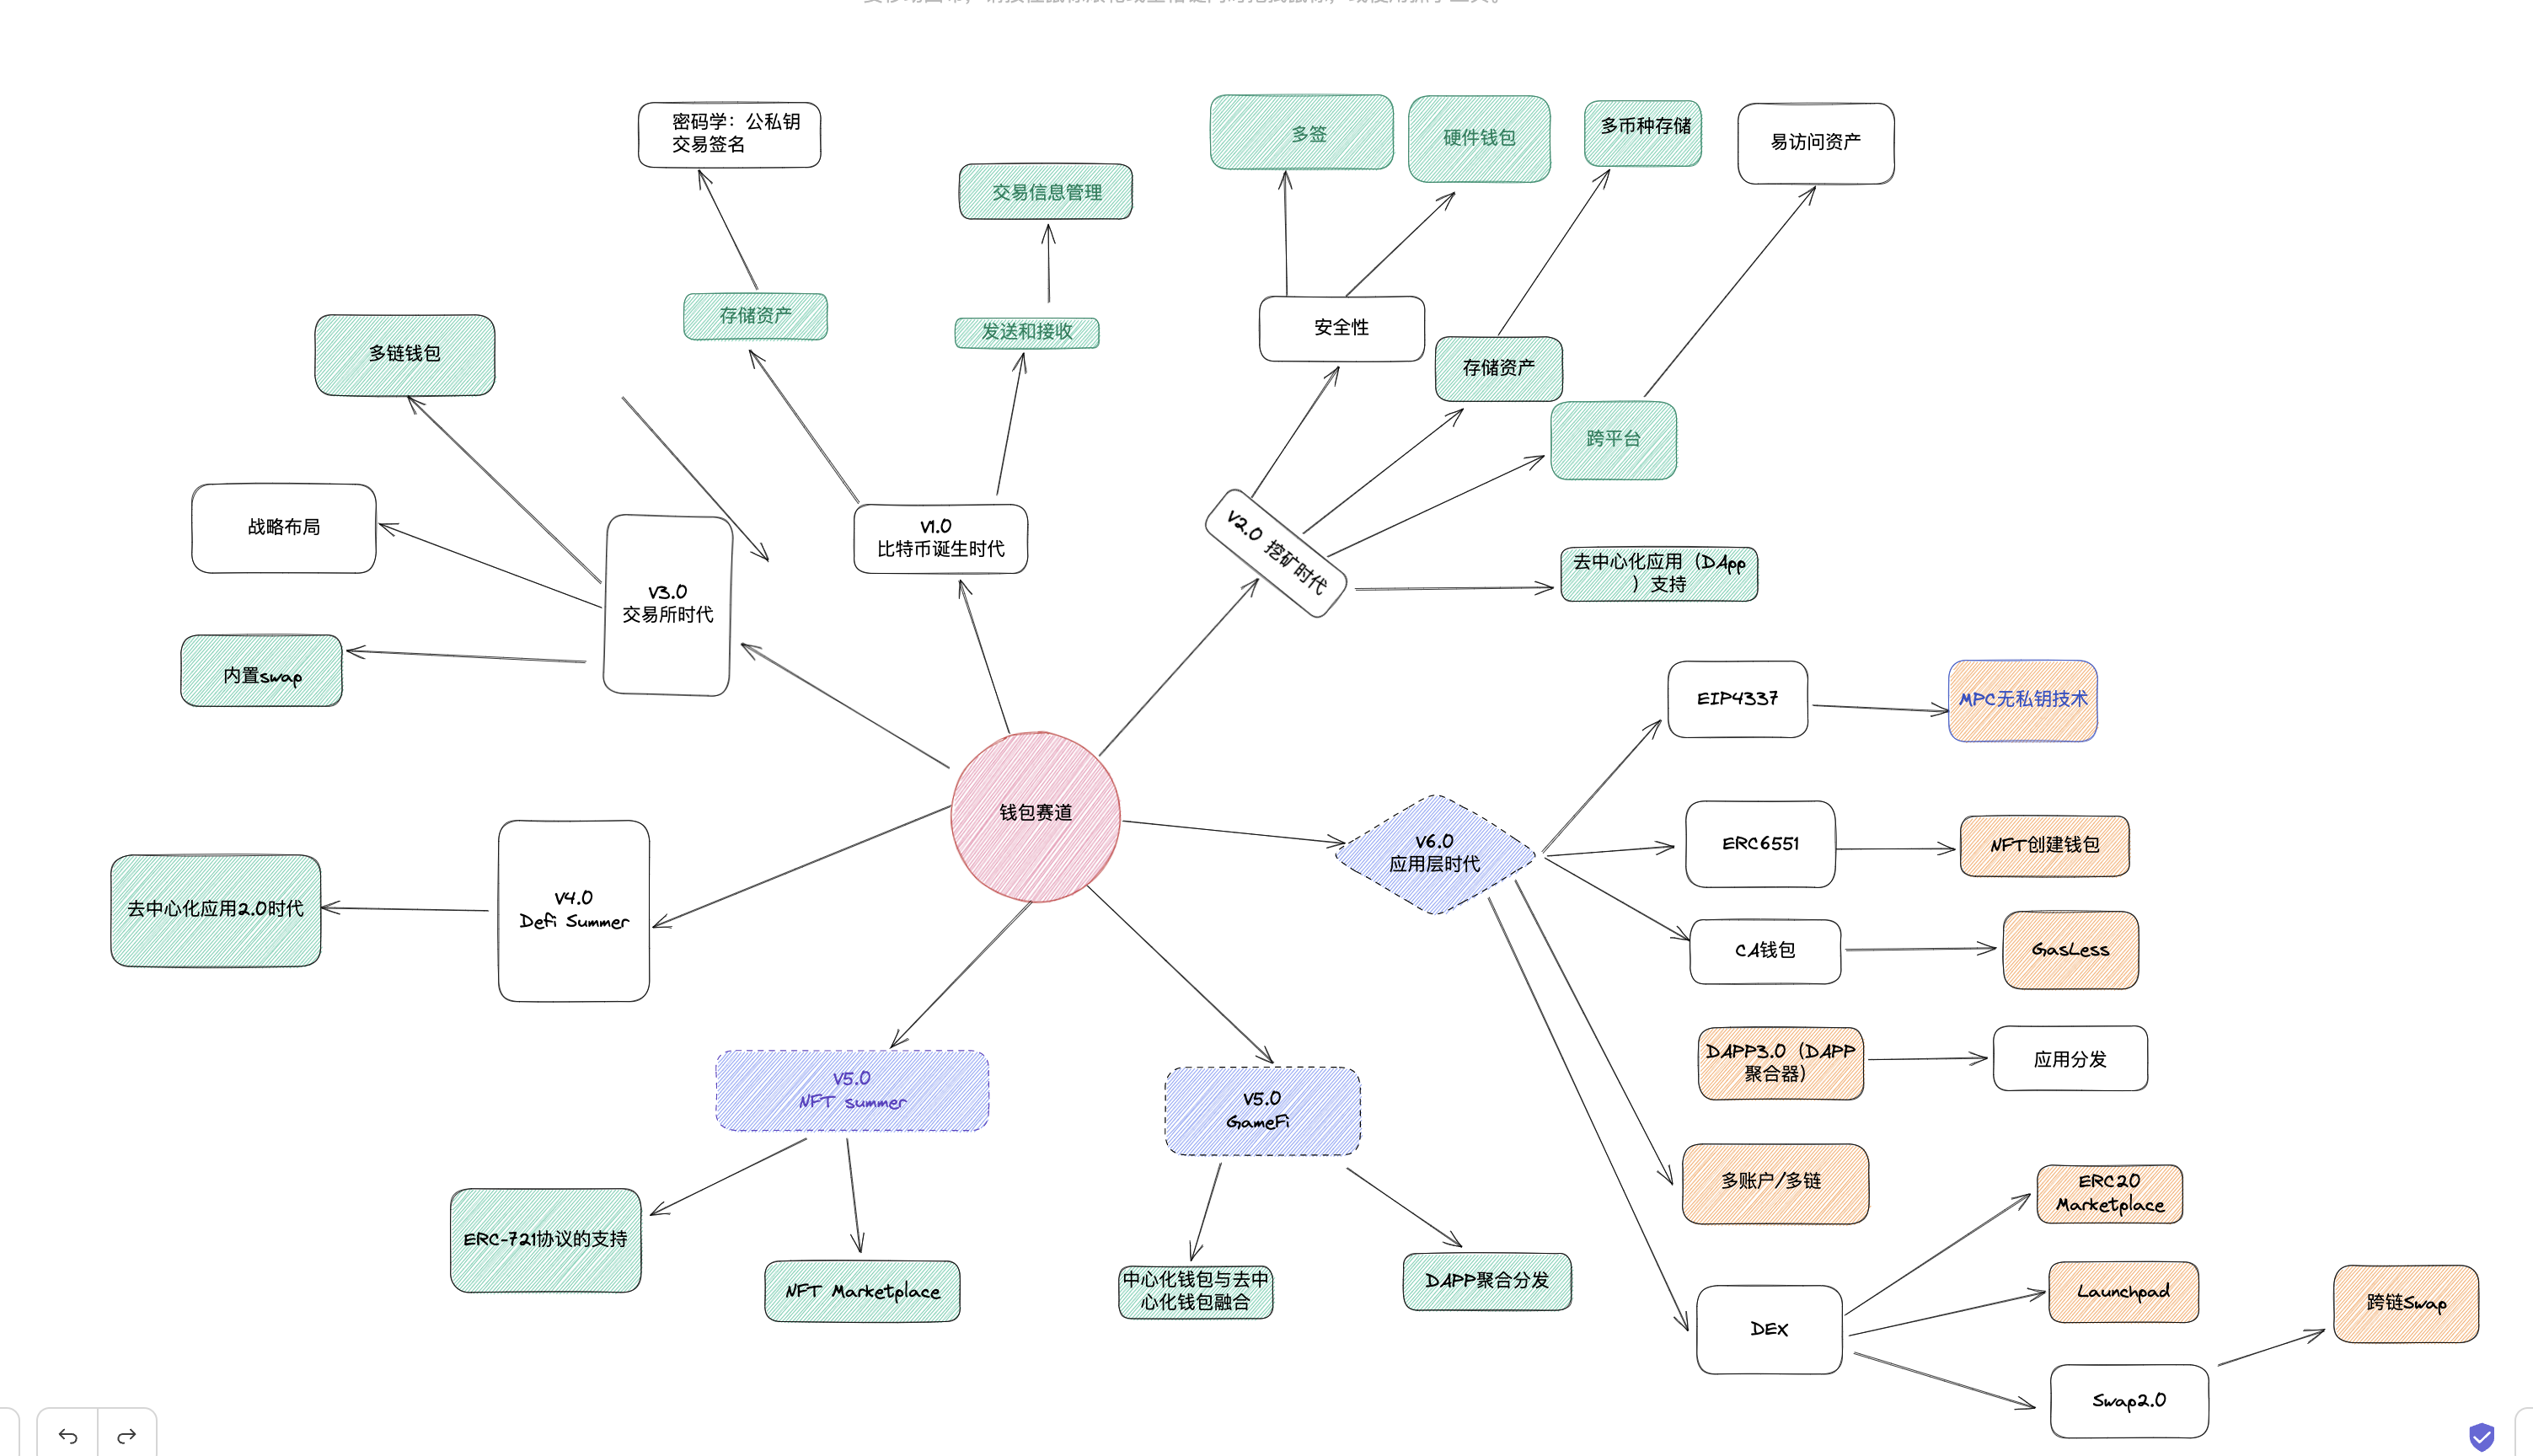 密码学：公私钥
交易签名
交易信息管理
多签
硬件钱包
多币种存储
易访问资产
存储资产
发送和接收
多链钱包
安全性
存储资产
跨平台
战略布局
V1.0
比特币诞生时代
V2.0 挖矿时代
去中心化应用（DApp
）支持
V3.0
交易所时代
内置swap
EIP4337
MPC无私钥技术
钱包赛道
V6.0
应用层时代
ERC6551
NFT创建钱包
去中心化应用2.0时代
V4.0
Defi Summer
CA钱包
GasLess
DAPP3.0（DAPP
聚合器）
应用分发
V5.0
NFT summer
V5.0
GameFi
多账户/多链
ERC20
Marketplace
ERC-721协议的支持
NFT Marketplace
中心化钱包与去中
心化钱包融合
DAPP聚合分发
Launchpad
跨链Swap
DEX
Swap2.0